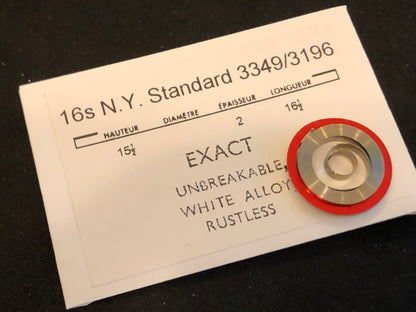 16s N.Y. Standard 3349/3196
HAUTEUR DIAMÈTRE ÉPAISSEUR LONGUEUR
15½ 2 16½
EXACT
UNBREAKABLE,
WHITE ALLOY
RUSTLESS